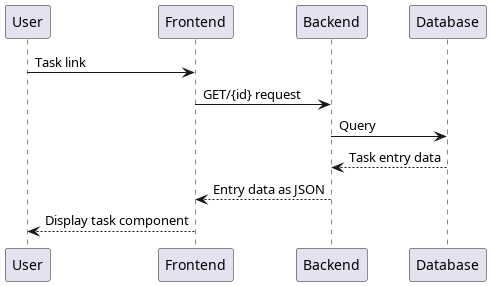 User Frontend Backend Database
Task link
GET/{id} request
Query
Task entry data
Entry data as JSON
Display task component
User Frontend Backend Database